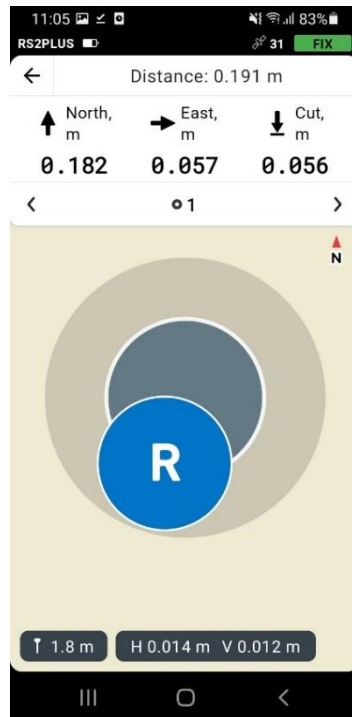 11:05 83%
RS2PLUS 31 FIX
Distance: 0.191 m
North, m East, m Cut, m
0.182 0.057 0.056
1
N
R
1.8 m H 0.014 m V 0.012 m